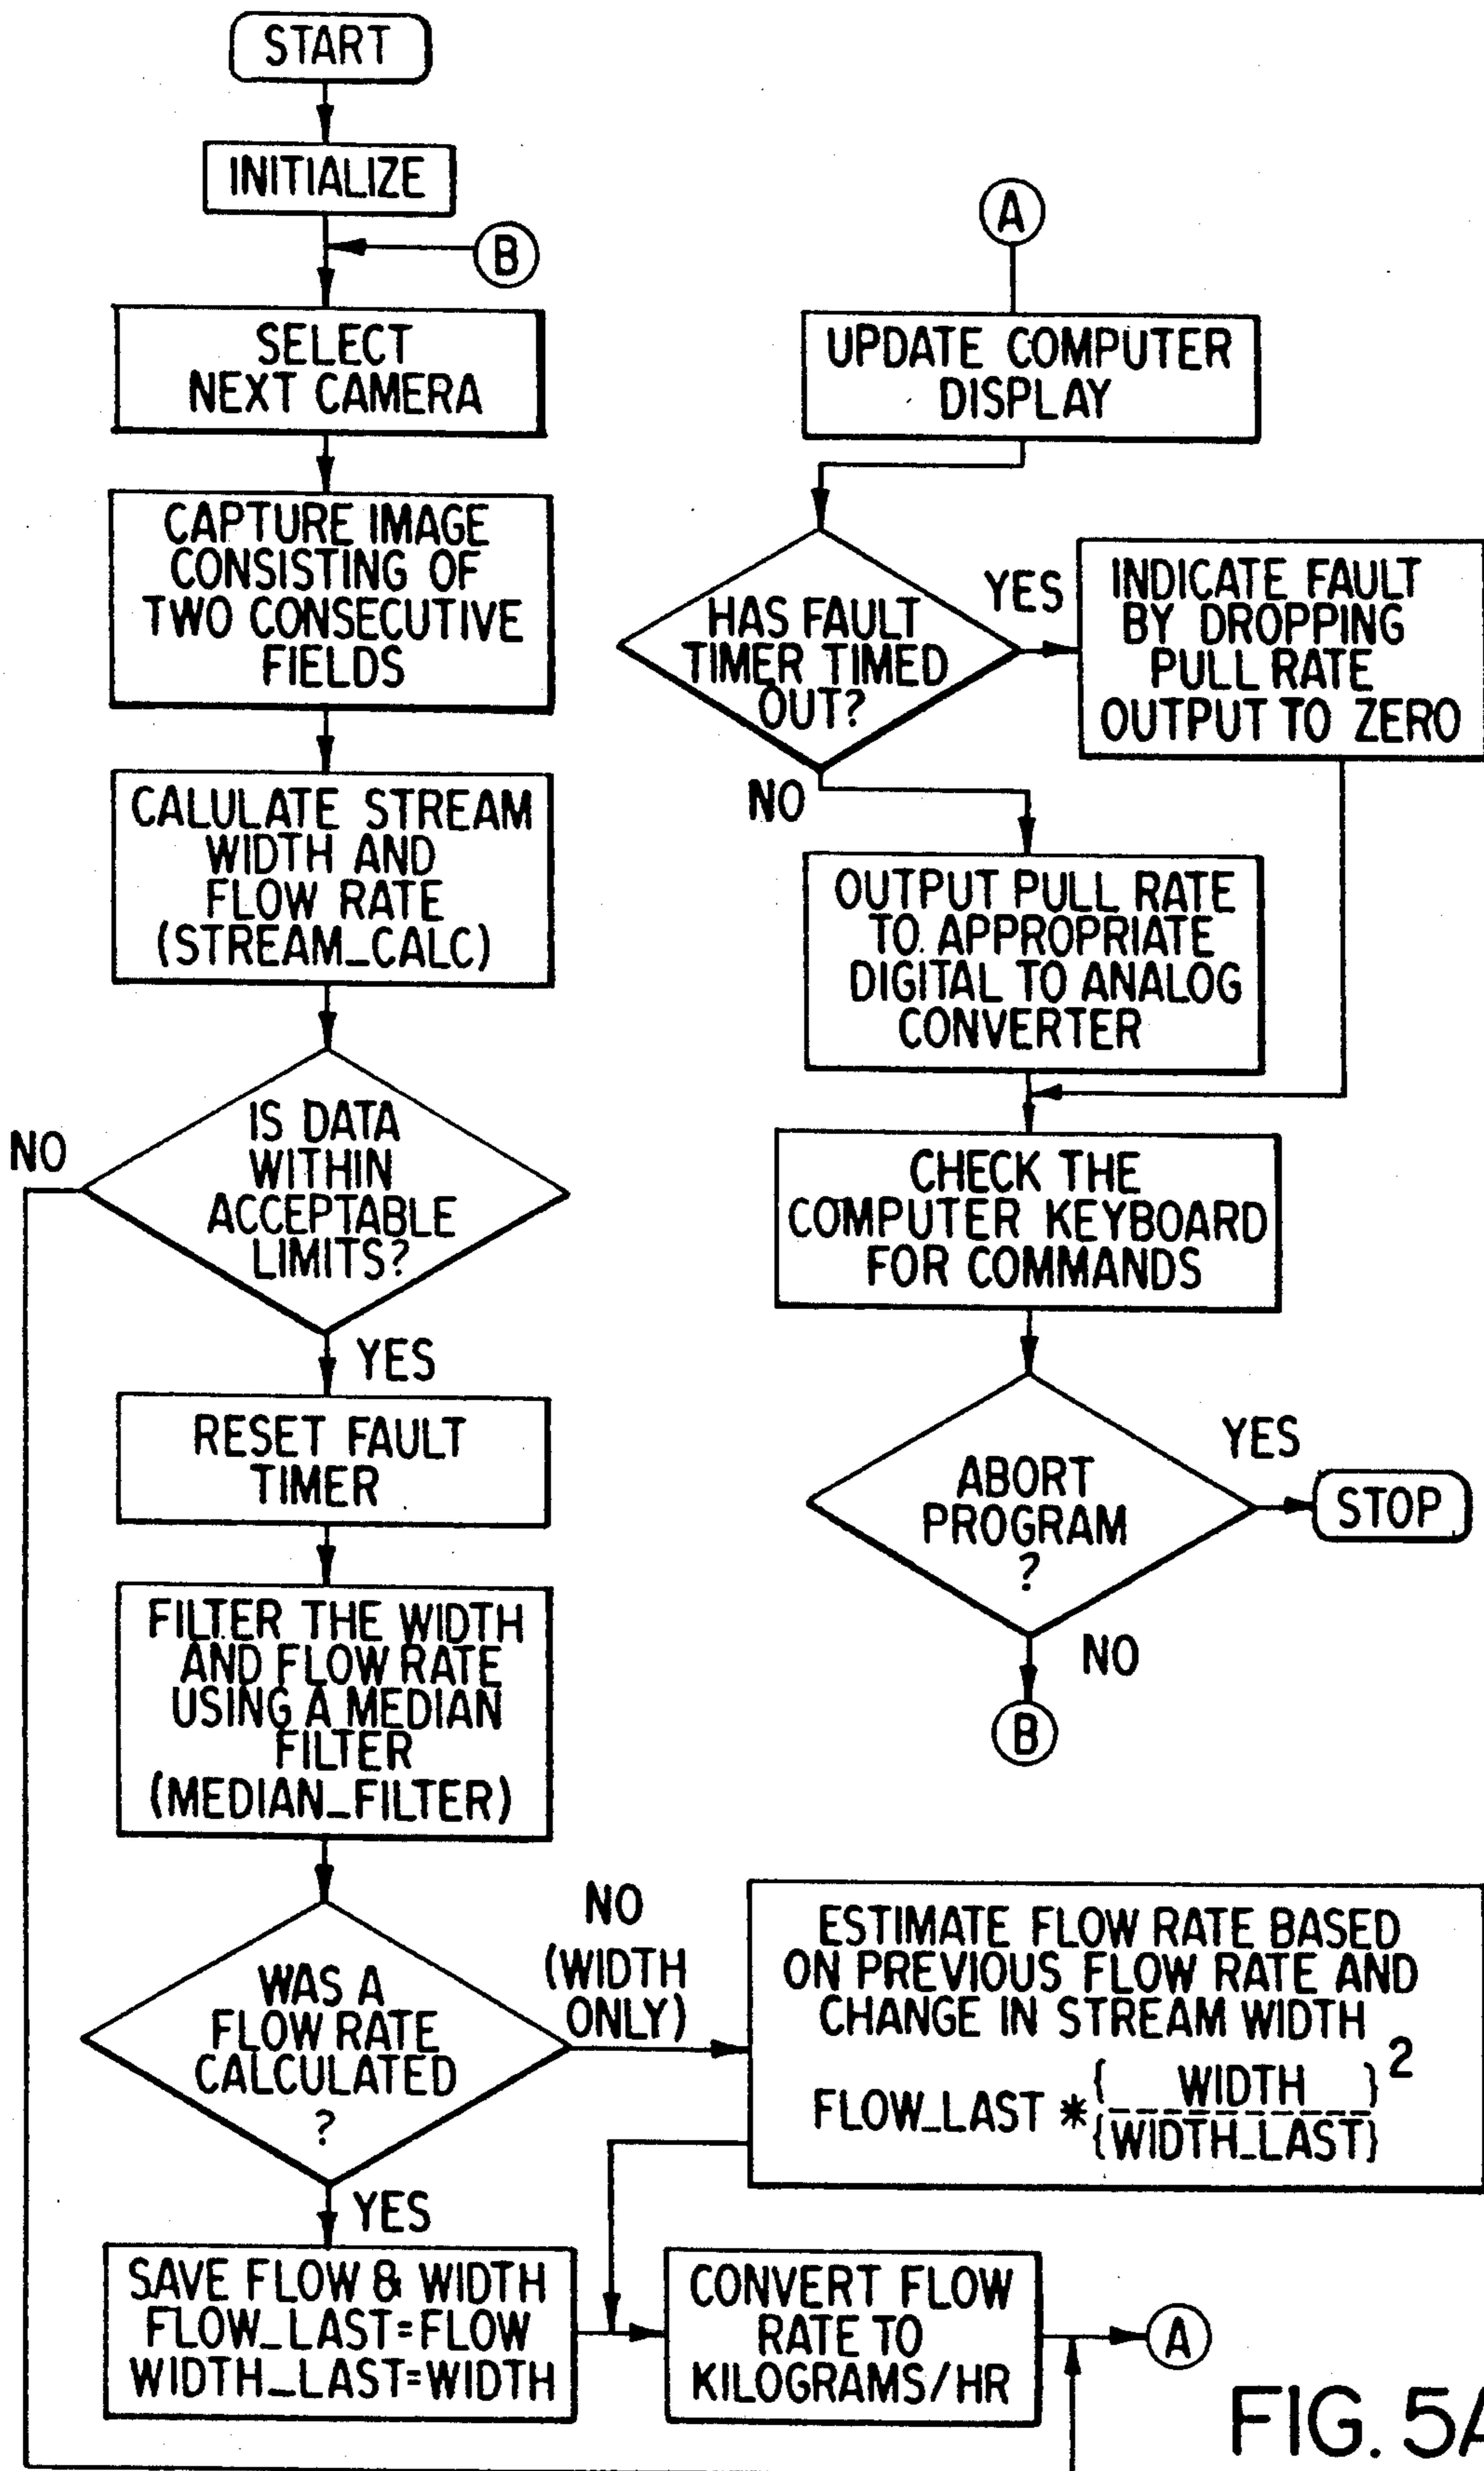 START
INITIALIZE
B
SELECT
NEXT CAMERA
CAPTURE IMAGE
CONSISTING OF
TWO CONSECUTIVE
FIELDS
CALULATE STREAM
WIDTH AND
FLOW RATE
(STREAM_CALC)
IS DATA
WITHIN
ACCEPTABLE
LIMITS?
NO
YES
RESET FAULT
TIMER
FILTER THE WIDTH
AND FLOW RATE
USING A MEDIAN
FILTER
(MEDIAN_FILTER)
WAS A
FLOW RATE
CALCULATED
?
NO
(WIDTH
ONLY)
YES
ESTIMATE FLOW RATE BASED
ON PREVIOUS FLOW RATE AND
CHANGE IN STREAM WIDTH
FLOW_LAST * { WIDTH }2
{WIDTH_LAST}
SAVE FLOW & WIDTH
FLOW_LAST=FLOW
WIDTH_LAST=WIDTH
CONVERT FLOW
RATE TO
KILOGRAMS/HR
A
A
UPDATE COMPUTER
DISPLAY
HAS FAULT
TIMER TIMED
OUT?
YES
INDICATE FAULT
BY DROPPING
PULL RATE
OUTPUT TO ZERO
NO
OUTPUT PULL RATE
TO APPROPRIATE
DIGITAL TO ANALOG
CONVERTER
CHECK THE
COMPUTER KEYBOARD
FOR COMMANDS
ABORT
PROGRAM
?
YES
STOP
NO
B
FIG. 5A